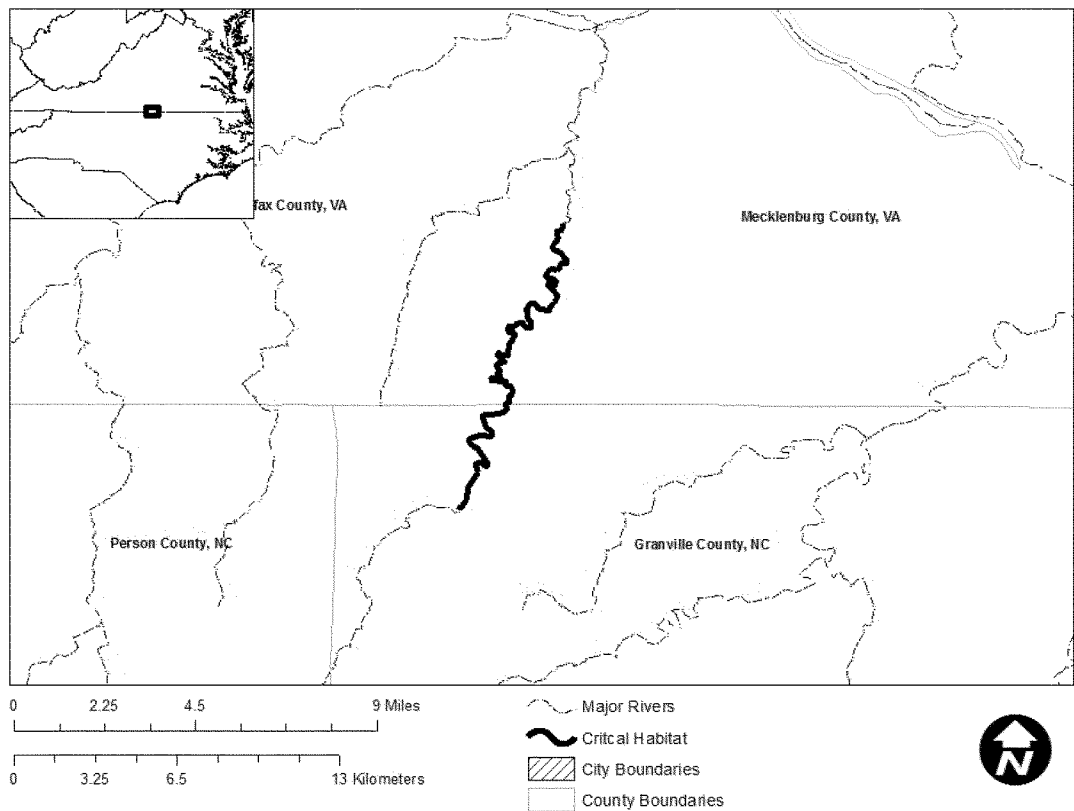 fax County, VA
Mecklenburg County, VA
Person County, NC
Granville County, NC
0 2.25 4.5 9 Miles
0 3.25 6.5 13 Kilometers
Major Rivers
Critcal Habitat
City Boundaries
County Boundaries
N